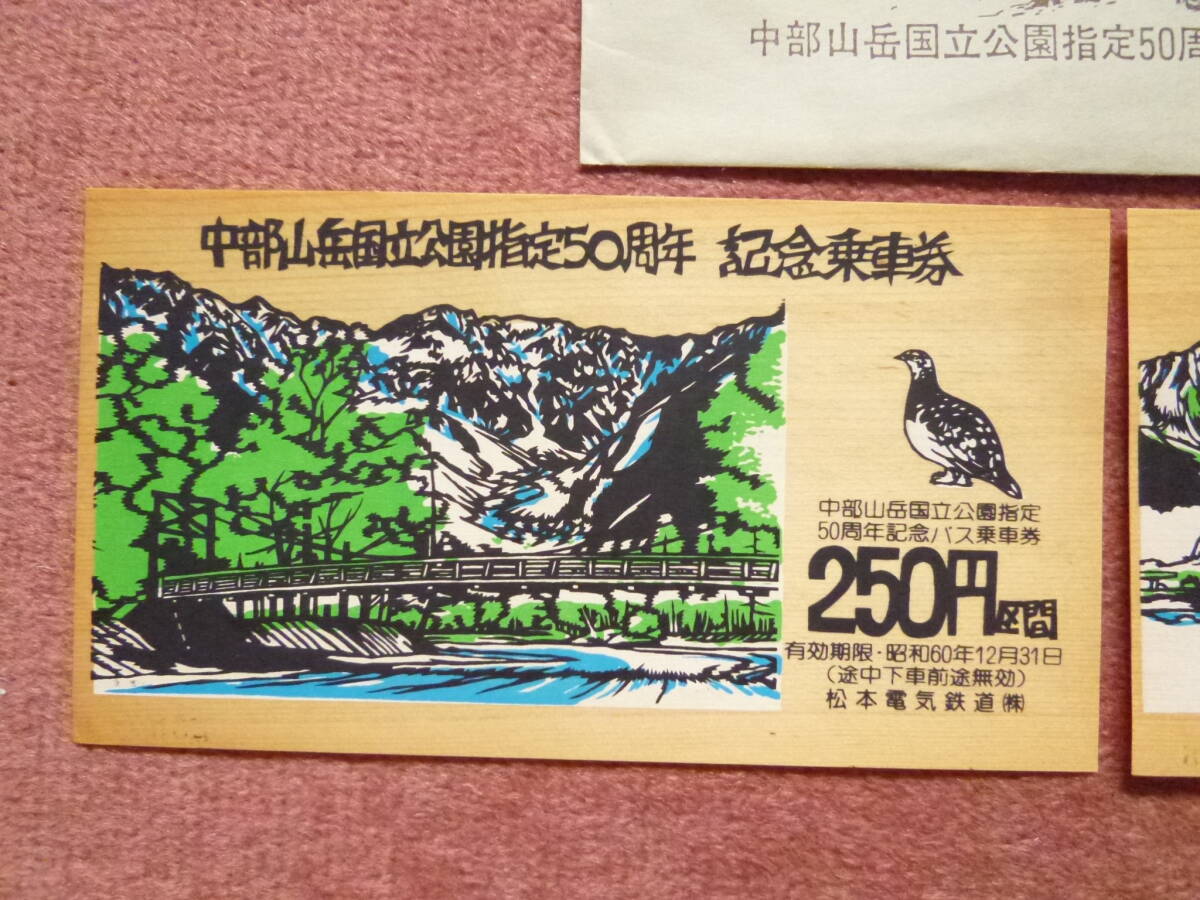 中部山岳国立公園指定50周
中部山岳国立公園指定50周年 記念乗車券
中部山岳国立公園指定
50周年記念バス乗車券
250円区間
有効期限・昭和60年12月31日
(途中下車前途無効)
松本電気鉄道㈱